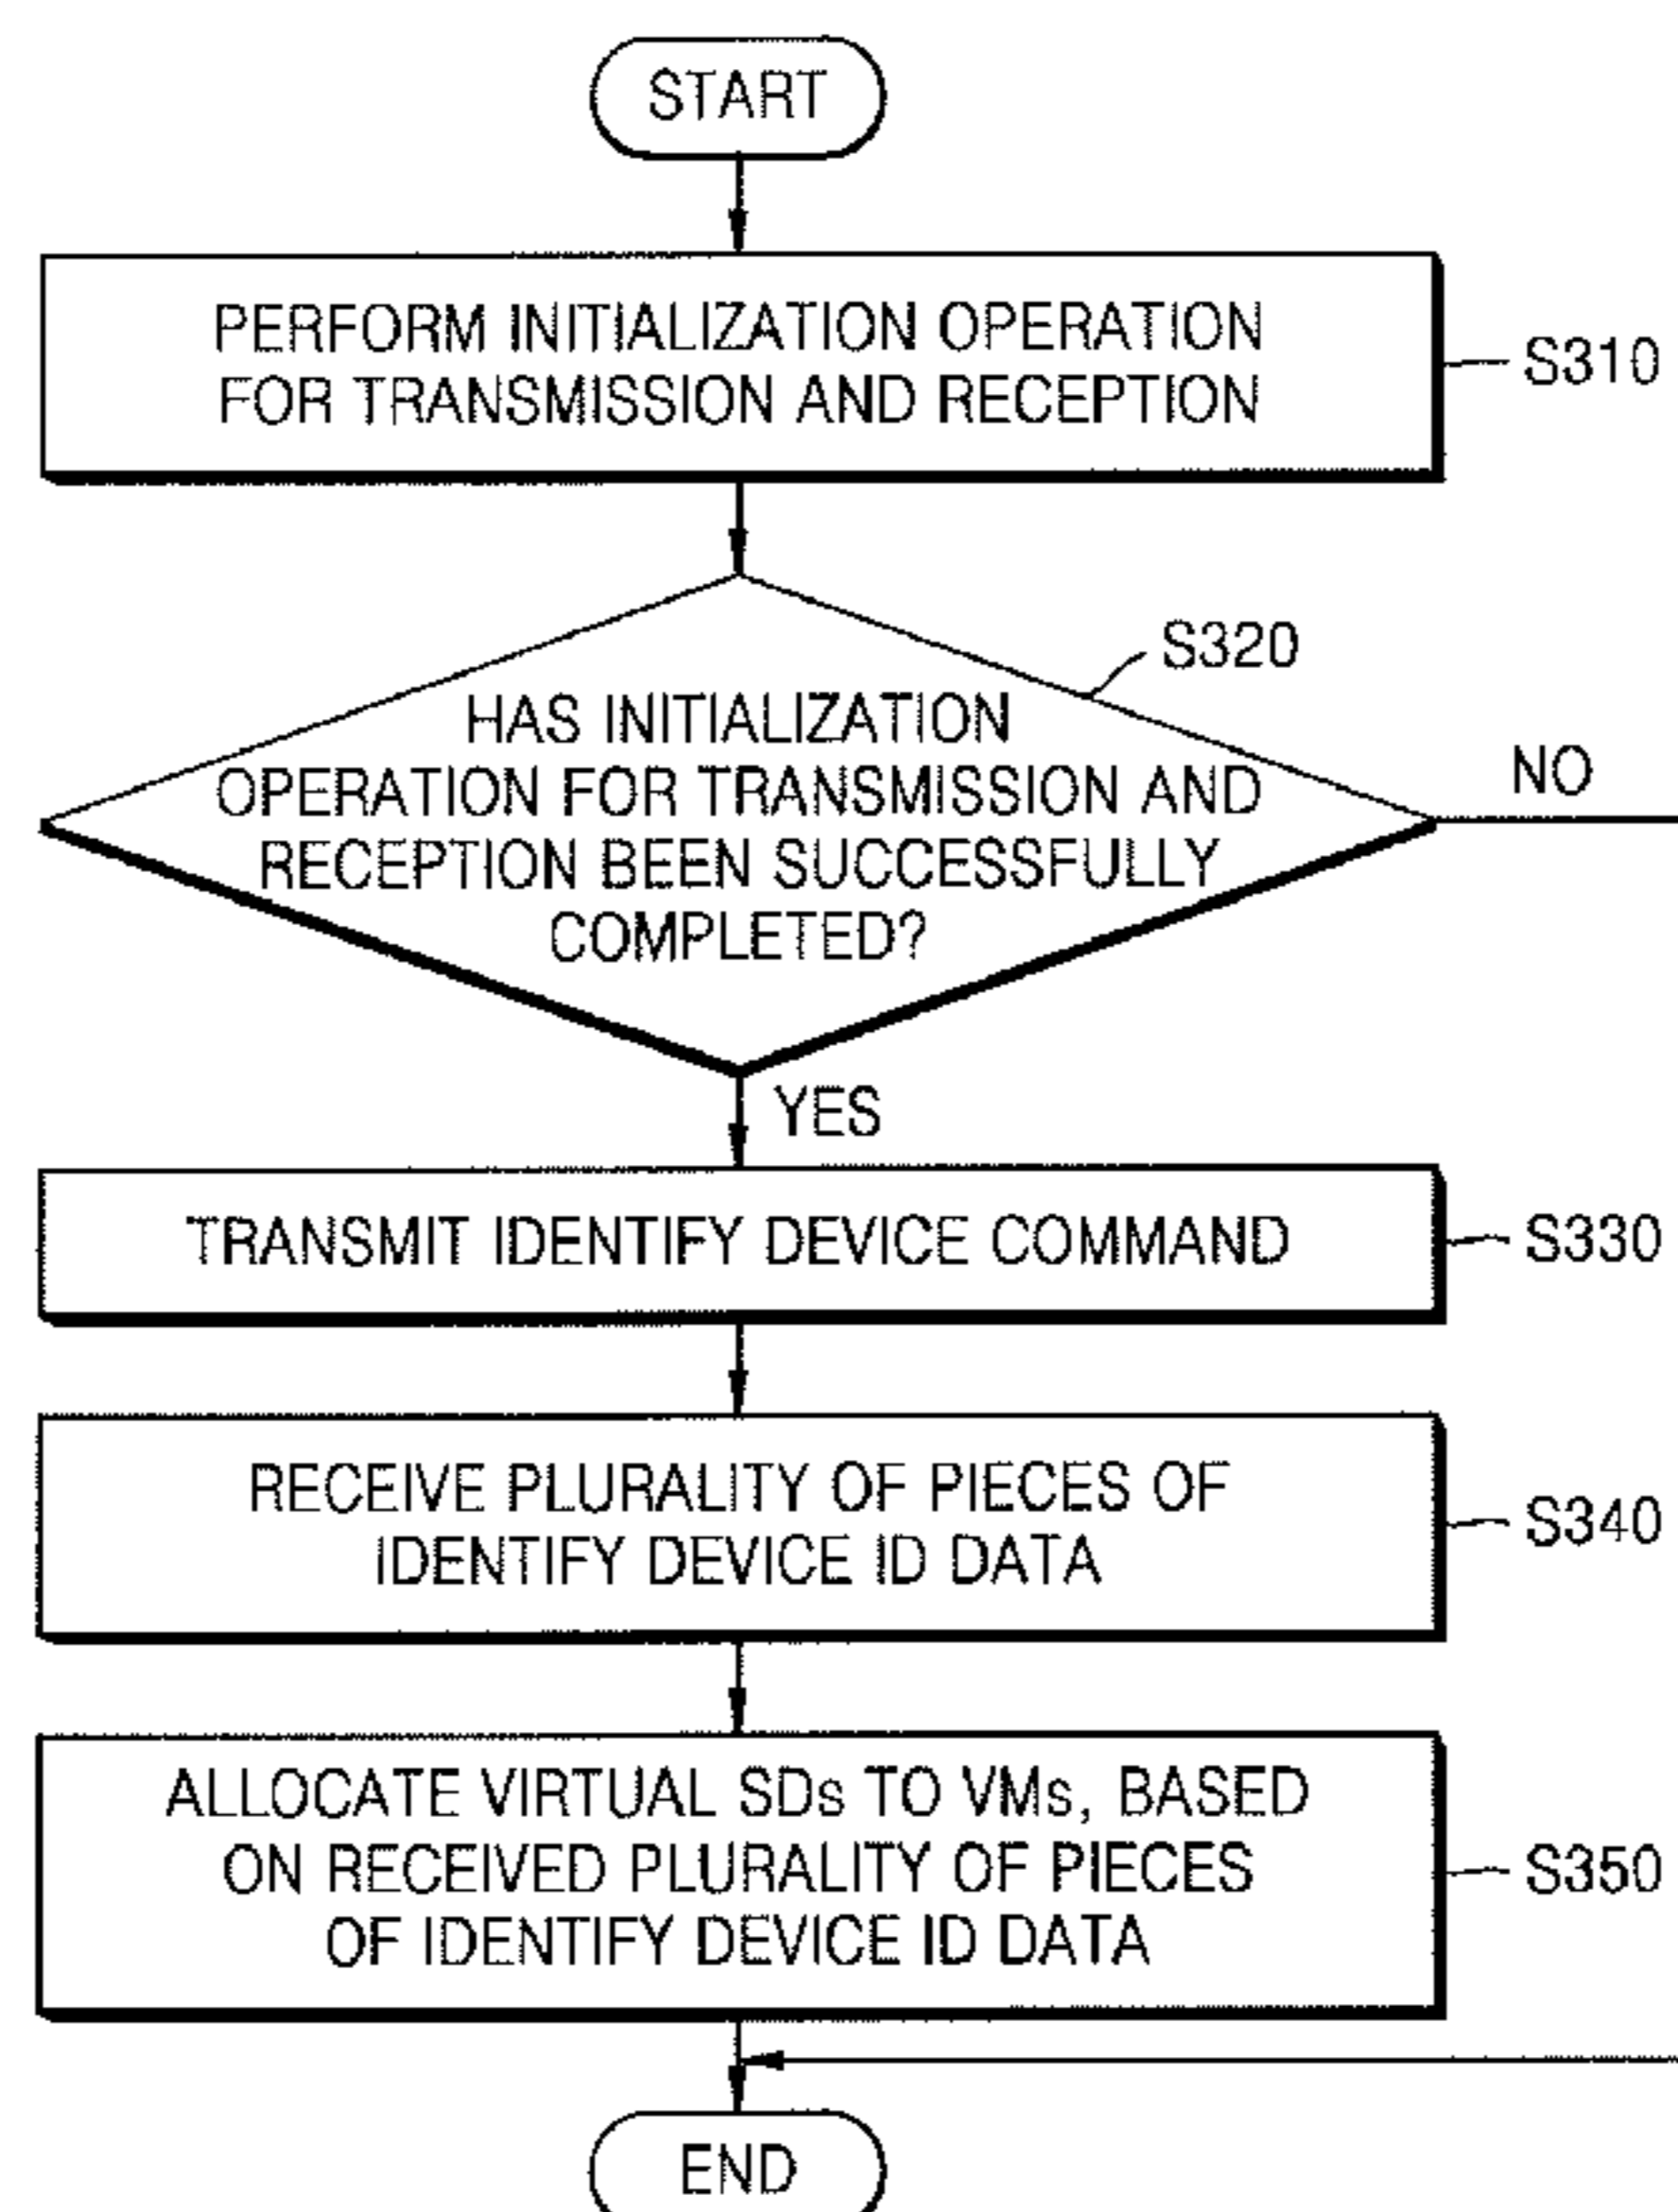 START
PERFORM INITIALIZATION OPERATION
FOR TRANSMISSION AND RECEPTION
S310
S320
HAS INITIALIZATION
OPERATION FOR TRANSMISSION AND
RECEPTION BEEN SUCCESSFULLY
COMPLETED?
NO
YES
TRANSMIT IDENTIFY DEVICE COMMAND
S330
RECEIVE PLURALITY OF PIECES OF
IDENTIFY DEVICE ID DATA
S340
ALLOCATE VIRTUAL SDs TO VMs, BASED
ON RECEIVED PLURALITY OF PIECES
OF IDENTIFY DEVICE ID DATA
S350
END